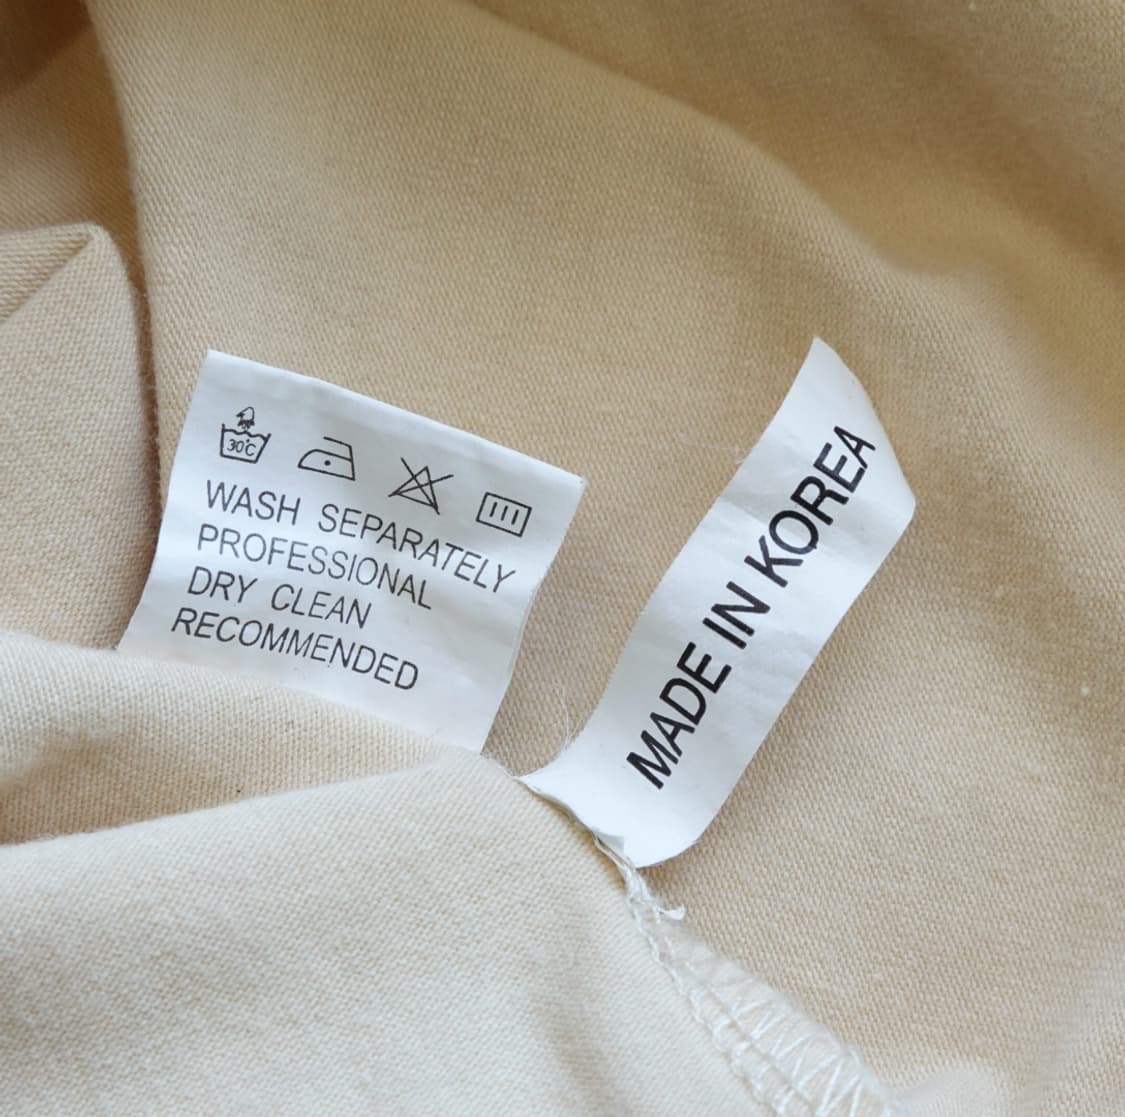 30°C
WASH SEPARATELY
PROFESSIONAL
DRY CLEAN
RECOMMENDED
MADE IN KOREA